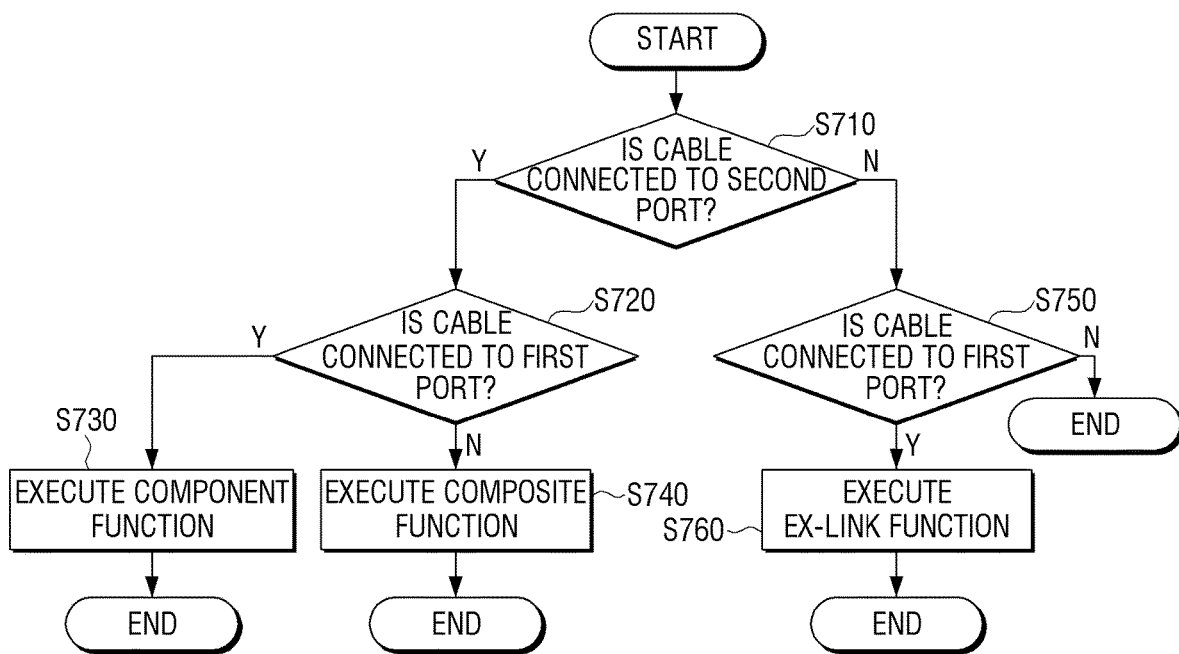 START
S710
Y
IS CABLE
CONNECTED TO SECOND
PORT?
N
S720
Y
IS CABLE
CONNECTED TO FIRST
PORT?
N
S750
IS CABLE
CONNECTED TO FIRST
PORT?
N
END
Y
S730
EXECUTE COMPONENT
FUNCTION
END
EXECUTE COMPOSITE
FUNCTION
S740
END
EXECUTE
EX-LINK FUNCTION
S760
END